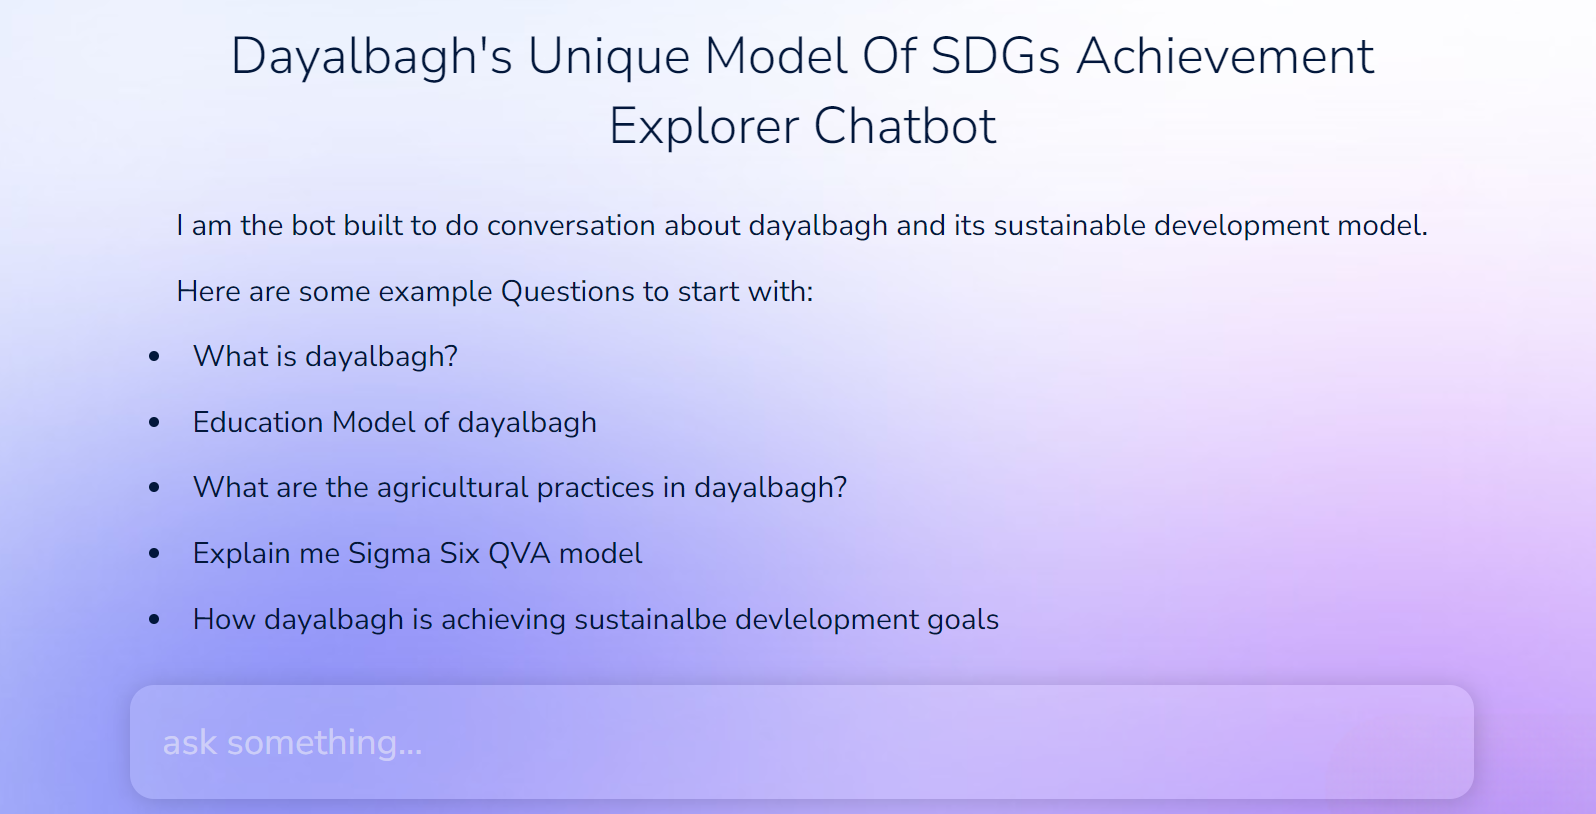 Dayalbagh's Unique Model Of SDGs Achievement
Explorer Chatbot
I am the bot built to do conversation about dayalbagh and its sustainable development model.
Here are some example Questions to start with:
• What is dayalbagh?
• Education Model of dayalbagh
• What are the agricultural practices in dayalbagh?
• Explain me Sigma Six QVA model
• How dayalbagh is achieving sustainalbe devlelopment goals
ask something...